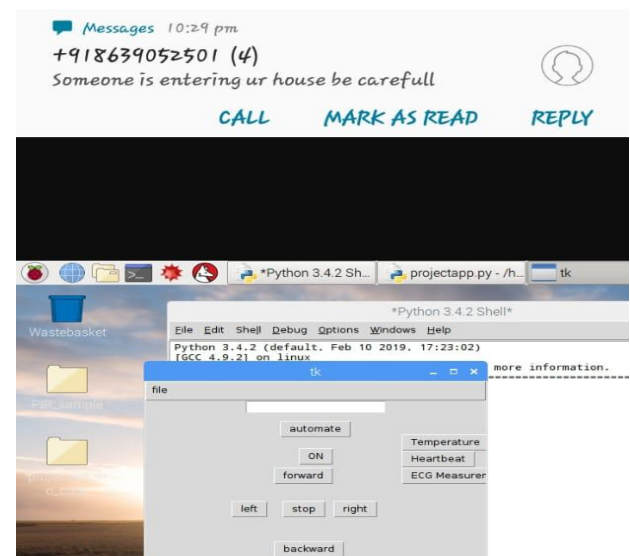 Messages 10:29 pm
+918639052501 (4)
Someone is entering ur house be carefull
CALL MARK AS READ REPLY
*Python 3.4.2 Sh... projectapp.py - /h... tk
*Python 3.4.2 Shell*
Wastebasket
File Edit Shell Debug Options Windows Help
Python 3.4.2 (default, Feb 10 2019, 17:23:02)
[GCC 4.9.2] on linux
more information.
tk
file
PIR_sample
automate
Temperature
ON
Heartbeat
forward
ECG Measurer
left stop right
backward